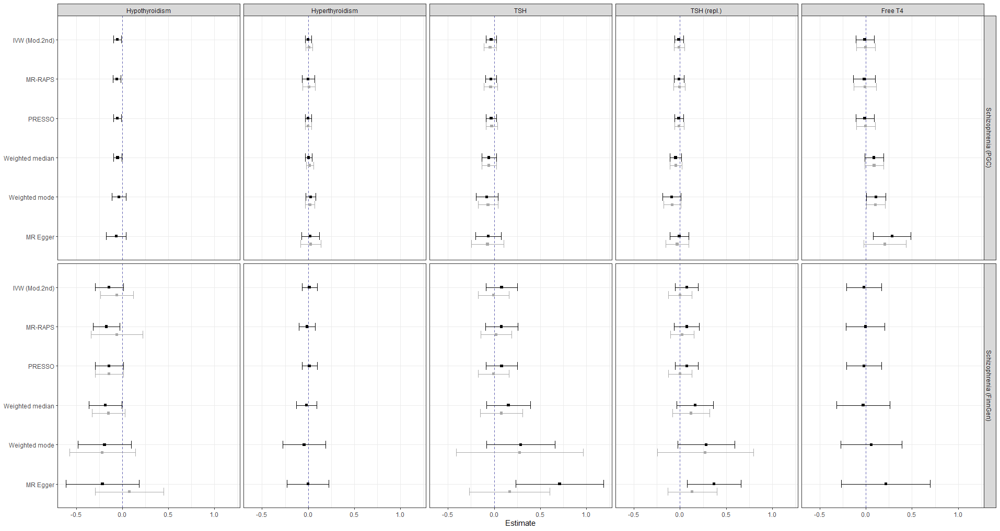 Hypothyroidism Hyperthyroidism TSH TSH (repl.) Free T4
IVW (Mod.2nd)
MR-RAPS
PRESSO
Weighted median
Weighted mode
MR Egger
Schizophrenia (PGC)
IVW (Mod.2nd)
MR-RAPS
PRESSO
Weighted median
Weighted mode
MR Egger
Schizophrenia (FinnGen)
-0.5 0.0 0.5 1.0 -0.5 0.0 0.5 1.0 -0.5 0.0 0.5 1.0 -0.5 0.0 0.5 1.0 -0.5 0.0 0.5 1.0
Estimate